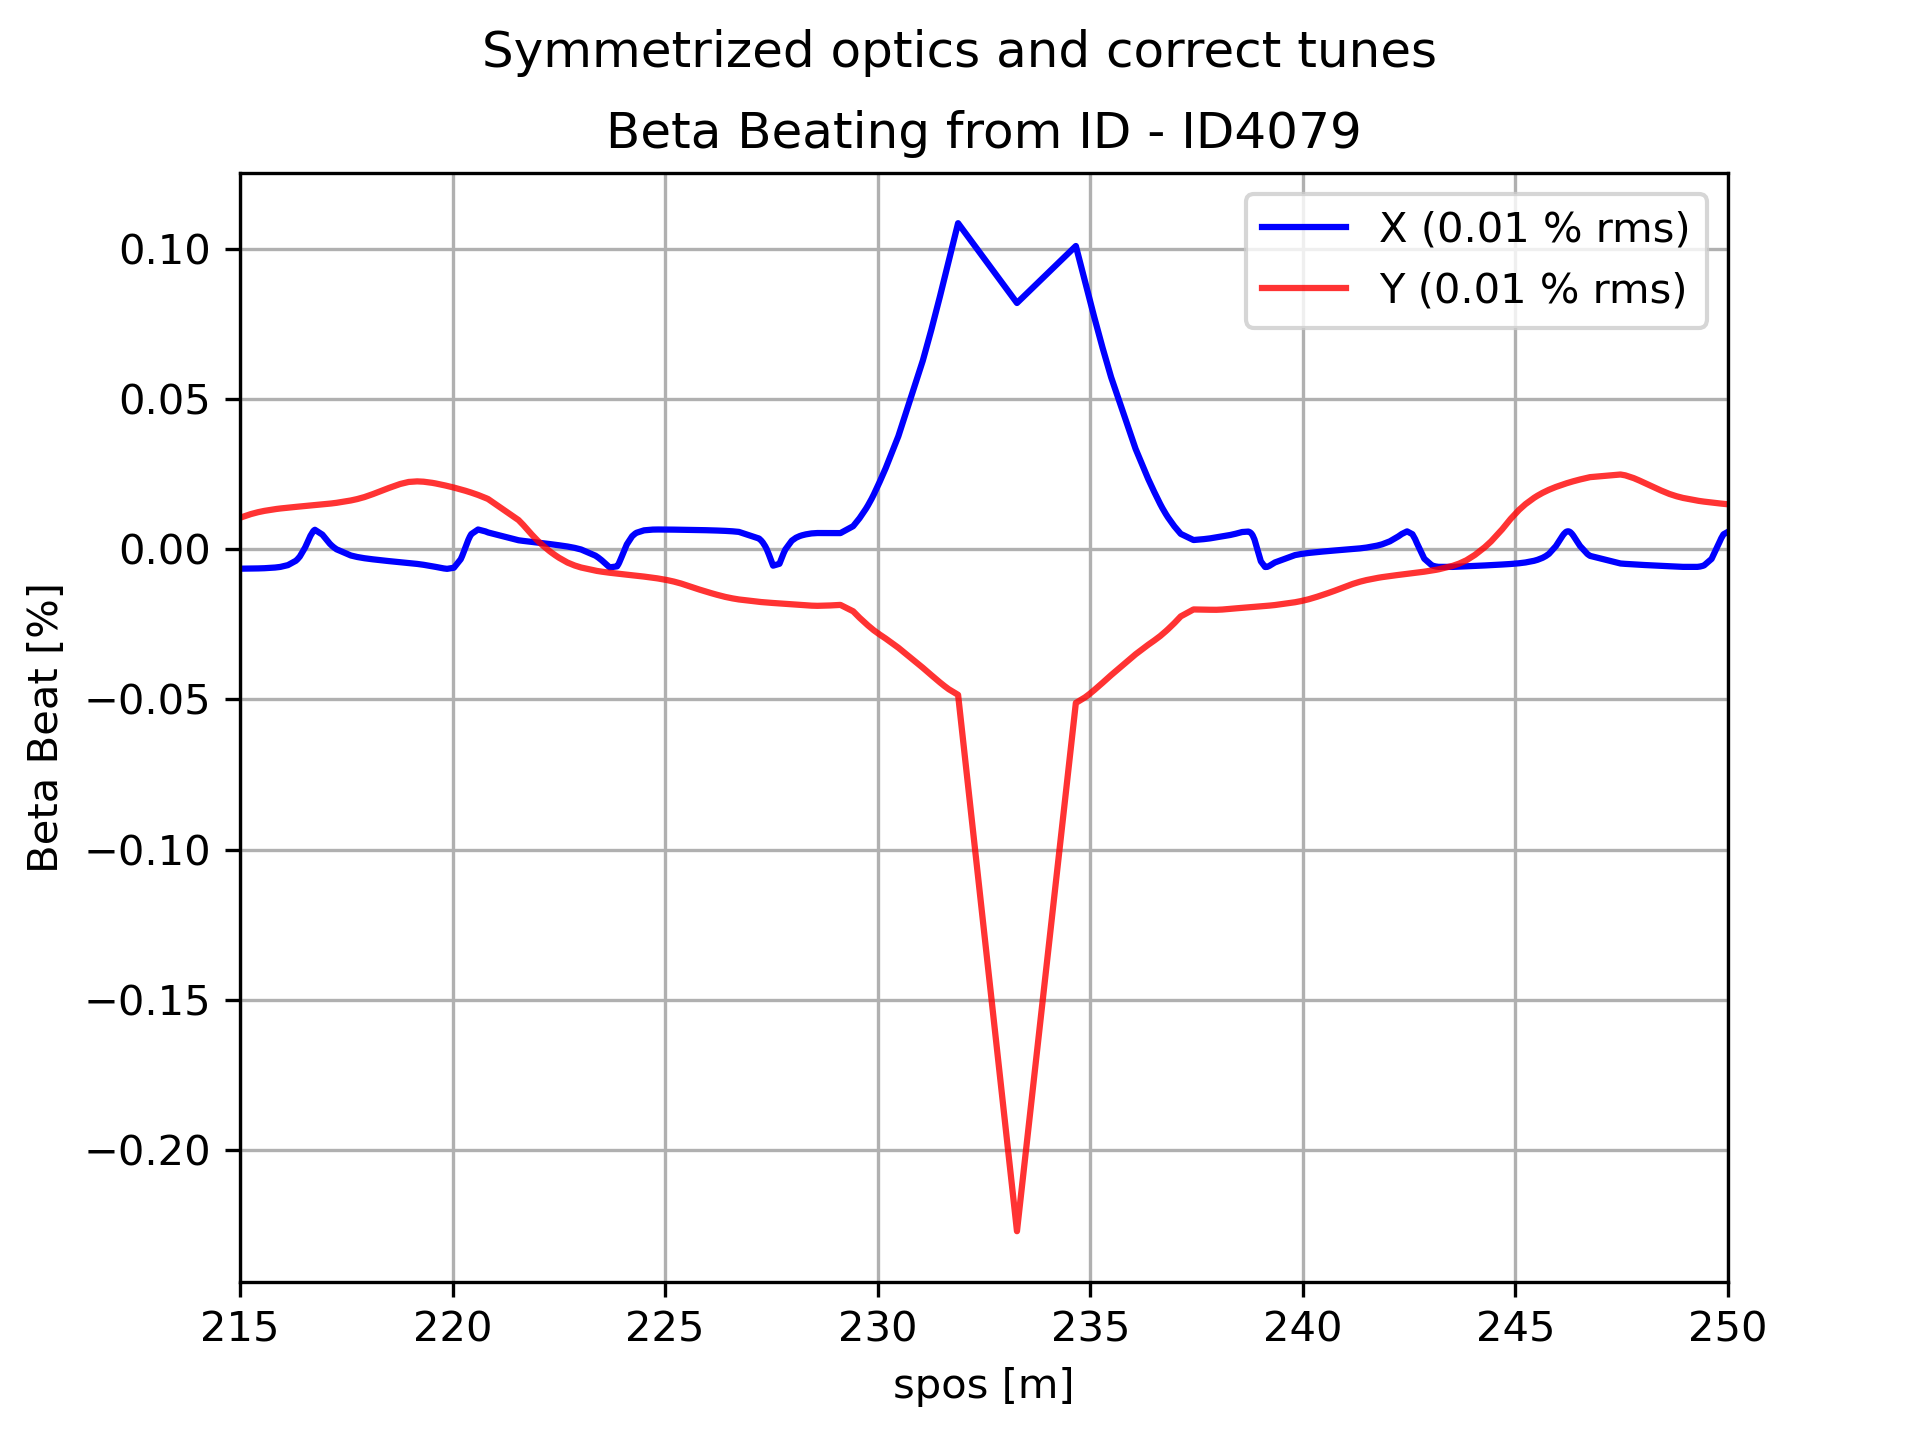 Symmetrized optics and correct tunes
Beta Beating from ID - ID4079
X (0.01 % rms)
Y (0.01 % rms)
Beta Beat [%]
0.10
0.05
0.00
−0.05
−0.10
−0.15
−0.20
215 220 225 230 235 240 245 250
spos [m]